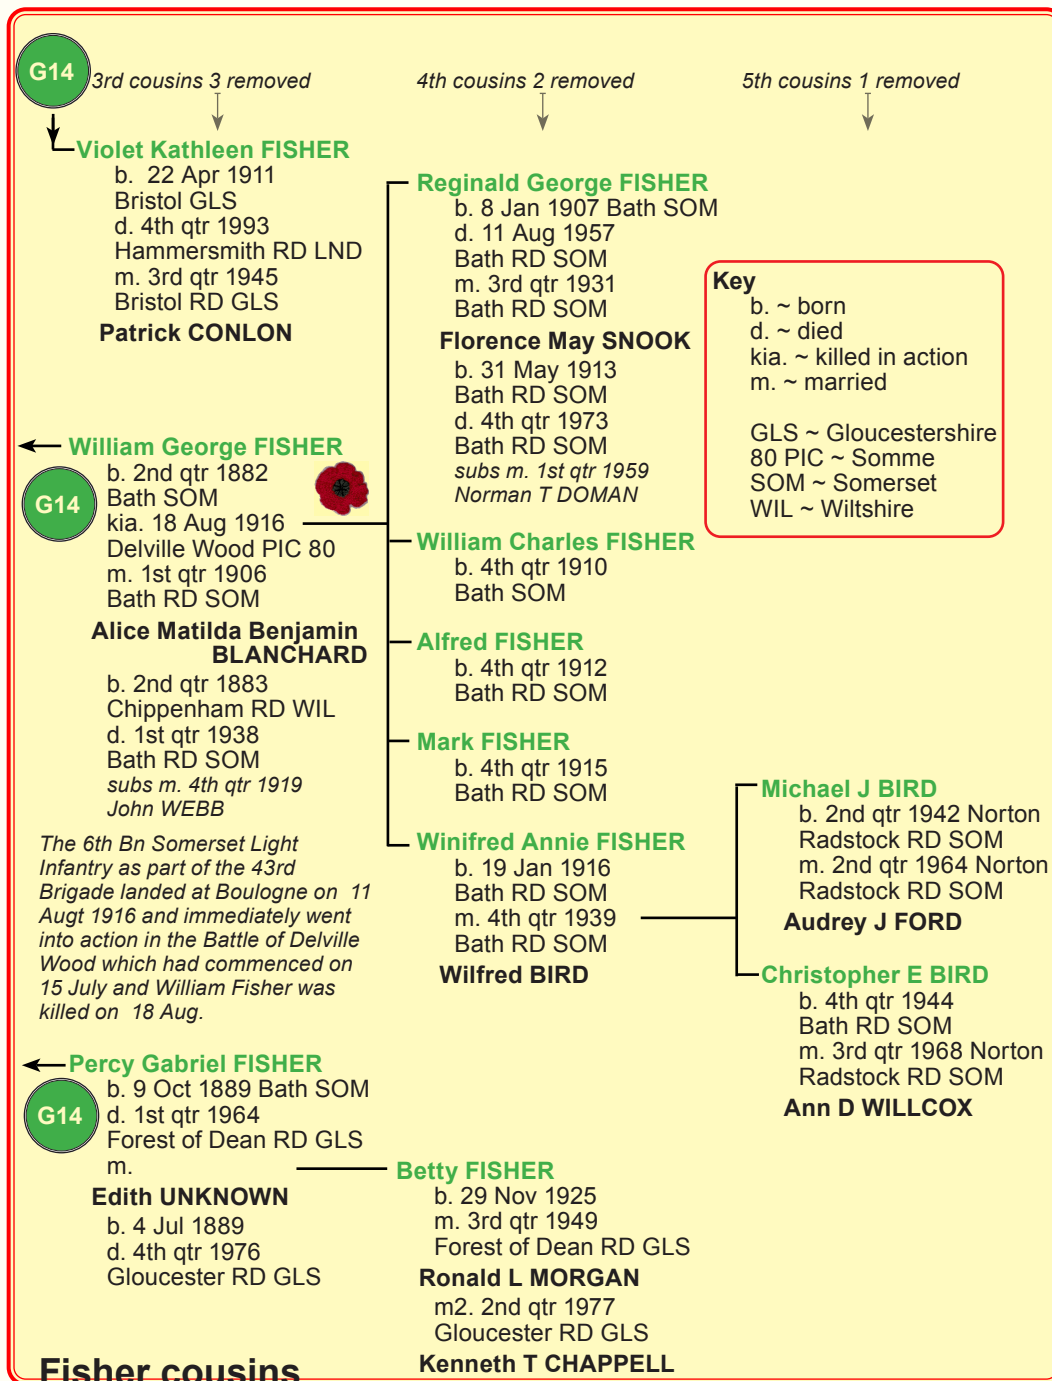 G14
3rd cousins 3 removed
4th cousins 2 removed
5th cousins 1 removed
Violet Kathleen FISHER
b.  22 Apr 1911
Bristol GLS
d. 4th qtr 1993
Hammersmith RD LND
m. 3rd qtr 1945
Bristol RD GLS
Patrick CONLON
William George FISHER
G14
b. 2nd qtr 1882
Bath SOM
kia. 18 Aug 1916
Delville Wood PIC 80
m. 1st qtr 1906
Bath RD SOM
Alice Matilda Benjamin
BLANCHARD
b. 2nd qtr 1883
Chippenham RD WIL
d. 1st qtr 1938
Bath RD SOM
subs m. 4th qtr 1919
John WEBB
The 6th Bn Somerset Light
Infantry as part of the 43rd
Brigade landed at Boulogne on  11
Augt 1916 and immediately went
into action in the Battle of Delville
Wood which had commenced on
15 July and William Fisher was
killed on  18 Aug.
Percy Gabriel FISHER
G14
b. 9 Oct 1889 Bath SOM
d. 1st qtr 1964
Forest of Dean RD GLS
m.
Edith UNKNOWN
b. 4 Jul 1889
d. 4th qtr 1976
Gloucester RD GLS
Reginald George FISHER
b. 8 Jan 1907 Bath SOM
d. 11 Aug 1957
Bath RD SOM
m. 3rd qtr 1931
Bath RD SOM
Florence May SNOOK
b. 31 May 1913
Bath RD SOM
d. 4th qtr 1973
Bath RD SOM
subs m. 1st qtr 1959
Norman T DOMAN
William Charles FISHER
b. 4th qtr 1910
Bath SOM
Alfred FISHER
b. 4th qtr 1912
Bath RD SOM
Mark FISHER
b. 4th qtr 1915
Bath RD SOM
Winifred Annie FISHER
b. 19 Jan 1916
Bath RD SOM
m. 4th qtr 1939
Bath RD SOM
Wilfred BIRD
Betty FISHER
b. 29 Nov 1925
m. 3rd qtr 1949
Forest of Dean RD GLS
Ronald L MORGAN
m2. 2nd qtr 1977
Gloucester RD GLS
Kenneth T CHAPPELL
Key
b. ~ born
d. ~ died
kia. ~ killed in action
m. ~ married
GLS ~ Gloucestershire
80 PIC ~ Somme
SOM ~ Somerset
WIL ~ Wiltshire
Michael J BIRD
b. 2nd qtr 1942 Norton
Radstock RD SOM
m. 2nd qtr 1964 Norton
Radstock RD SOM
Audrey J FORD
Christopher E BIRD
b. 4th qtr 1944
Bath RD SOM
m. 3rd qtr 1968 Norton
Radstock RD SOM
Ann D WILLCOX
Fisher cousins